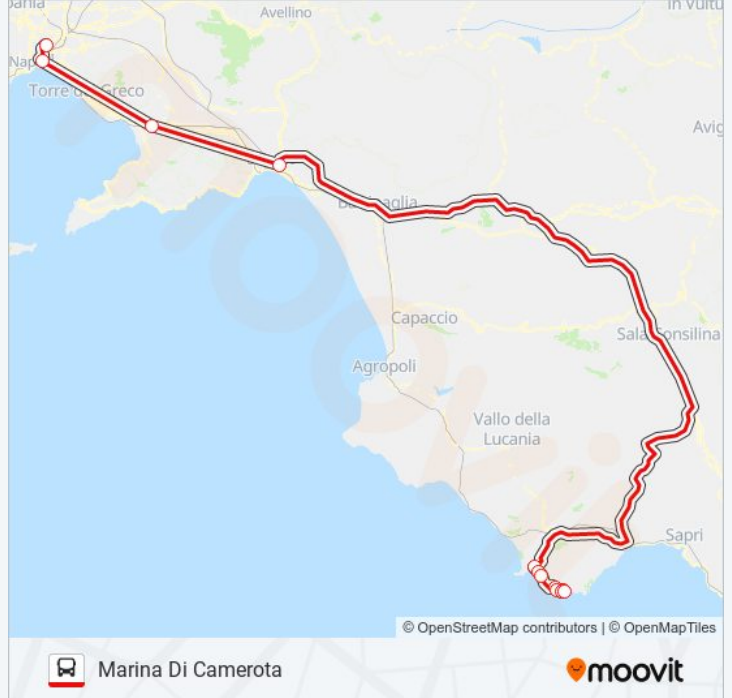 Avellino
In Vultu
Torre del Greco
Avig
Battipaglia
Capaccio
Sala Consilina
Agropoli
Vallo della
Lucania
Sapri
© OpenStreetMap contributors | © OpenMapTiles
Marina Di Camerota
moovit